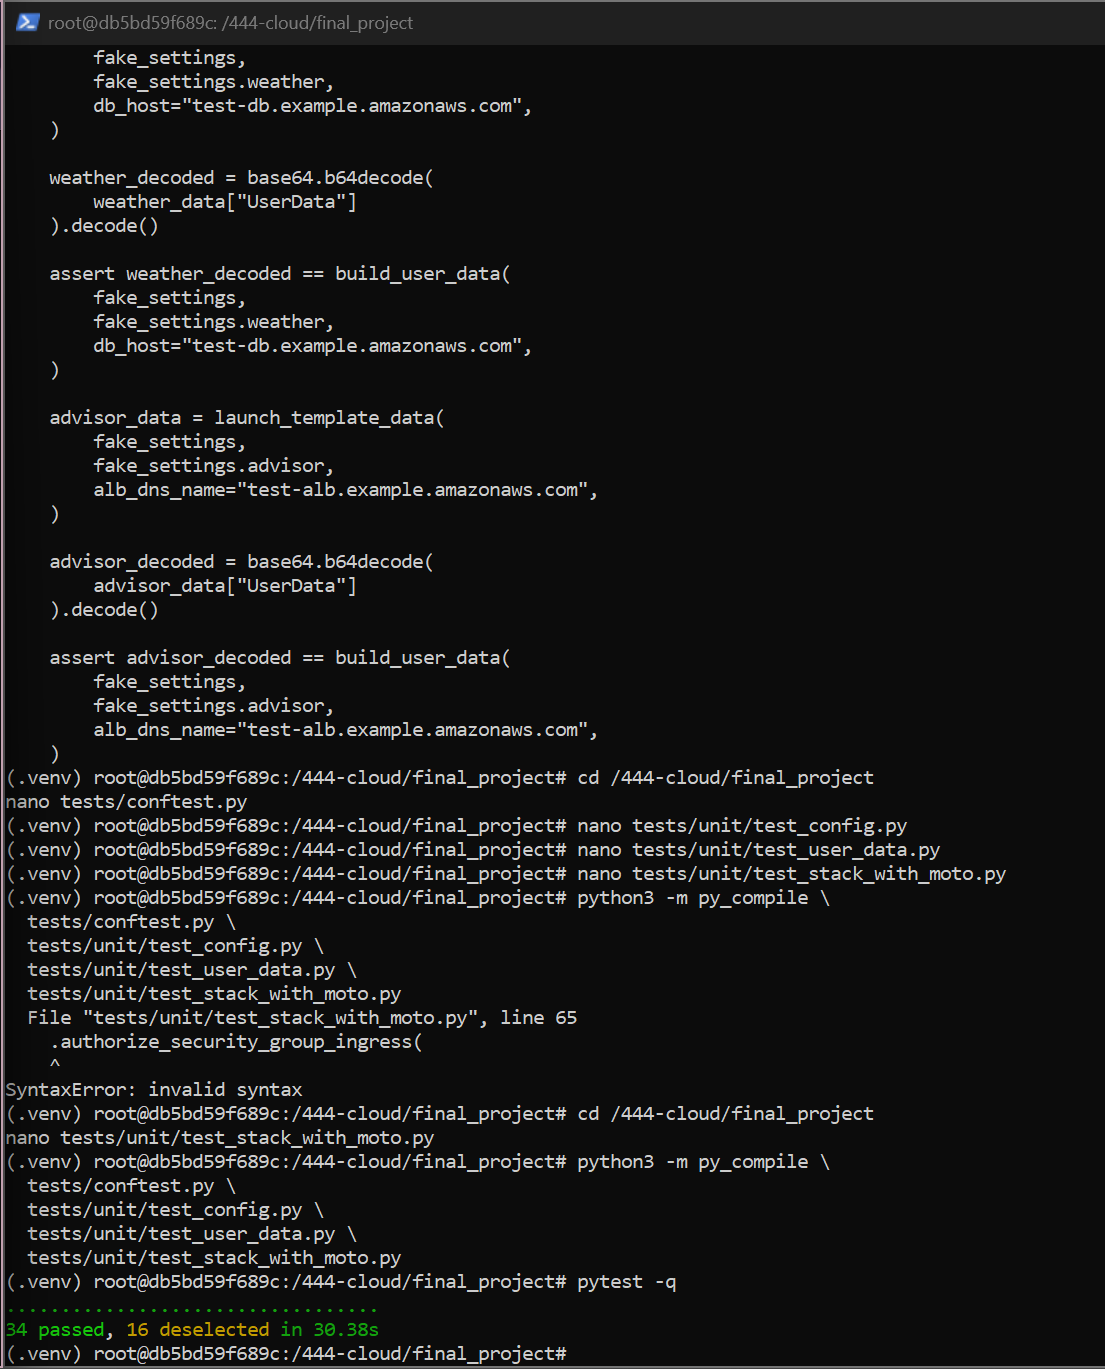 root@db5bd59f689c: /444-cloud/final_project
        fake_settings,
        fake_settings.weather,
        db_host="test-db.example.amazonaws.com",
    )

    weather_decoded = base64.b64decode(
        weather_data["UserData"]
    ).decode()

    assert weather_decoded == build_user_data(
        fake_settings,
        fake_settings.weather,
        db_host="test-db.example.amazonaws.com",
    )

    advisor_data = launch_template_data(
        fake_settings,
        fake_settings.advisor,
        alb_dns_name="test-alb.example.amazonaws.com",
    )

    advisor_decoded = base64.b64decode(
        advisor_data["UserData"]
    ).decode()

    assert advisor_decoded == build_user_data(
        fake_settings,
        fake_settings.advisor,
        alb_dns_name="test-alb.example.amazonaws.com",
    )
(.venv) root@db5bd59f689c:/444-cloud/final_project# cd /444-cloud/final_project
nano tests/conftest.py
(.venv) root@db5bd59f689c:/444-cloud/final_project# nano tests/unit/test_config.py
(.venv) root@db5bd59f689c:/444-cloud/final_project# nano tests/unit/test_user_data.py
(.venv) root@db5bd59f689c:/444-cloud/final_project# nano tests/unit/test_stack_with_moto.py
(.venv) root@db5bd59f689c:/444-cloud/final_project# python3 -m py_compile \
  tests/conftest.py \
  tests/unit/test_config.py \
  tests/unit/test_user_data.py \
  tests/unit/test_stack_with_moto.py
  File "tests/unit/test_stack_with_moto.py", line 65
    .authorize_security_group_ingress(
    ^
SyntaxError: invalid syntax
(.venv) root@db5bd59f689c:/444-cloud/final_project# cd /444-cloud/final_project
nano tests/unit/test_stack_with_moto.py
(.venv) root@db5bd59f689c:/444-cloud/final_project# python3 -m py_compile \
  tests/conftest.py \
  tests/unit/test_config.py \
  tests/unit/test_user_data.py \
  tests/unit/test_stack_with_moto.py
(.venv) root@db5bd59f689c:/444-cloud/final_project# pytest -q
..................................
34 passed, 16 deselected in 30.38s
(.venv) root@db5bd59f689c:/444-cloud/final_project#